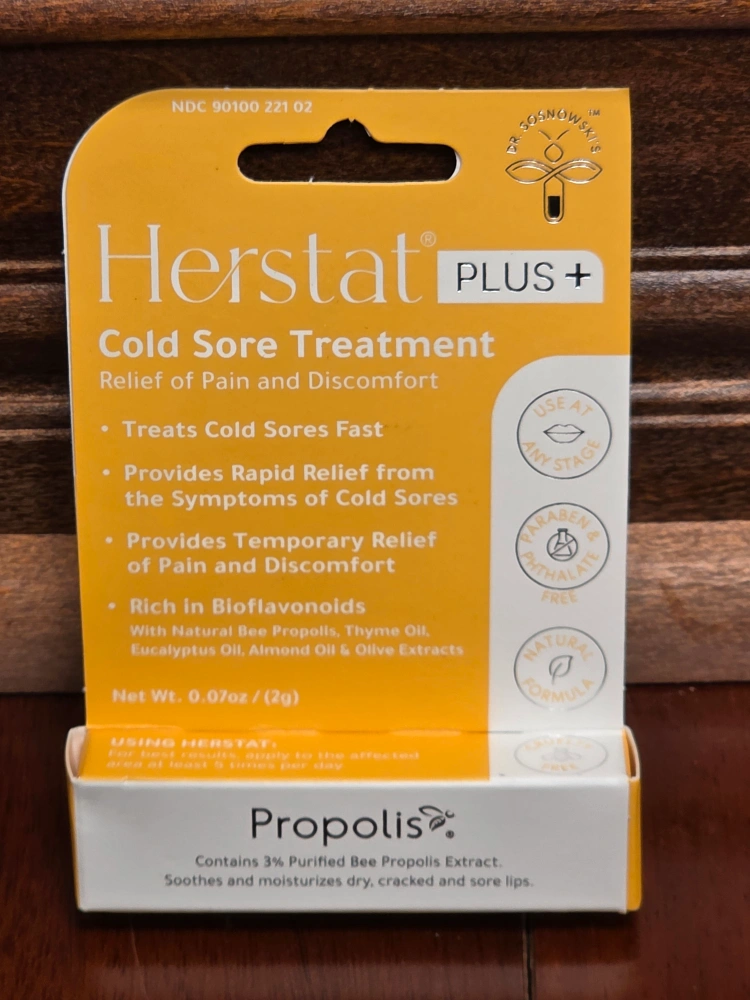 NDC 90100 221 02
DR. SOSNOWSKI'S™
Herstat®
PLUS+
Cold Sore Treatment
Relief of Pain and Discomfort
• Treats Cold Sores Fast
• Provides Rapid Relief from
the Symptoms of Cold Sores
• Provides Temporary Relief
of Pain and Discomfort
• Rich in Bioflavonoids
With Natural Bee Propolis, Thyme Oil,
Eucalyptus Oil, Almond Oil & Olive Extracts
Net Wt. 0.07oz / (2g)
USE AT
ANY STAGE
PARABEN &
PHTHALATE
FREE
NATURAL
FORMULA
FREE
USING HERSTAT:
For best results, apply to the affected
area at least 5 times per day
Propolis®
Contains 3% Purified Bee Propolis Extract.
Soothes and moisturizes dry, cracked and sore lips.